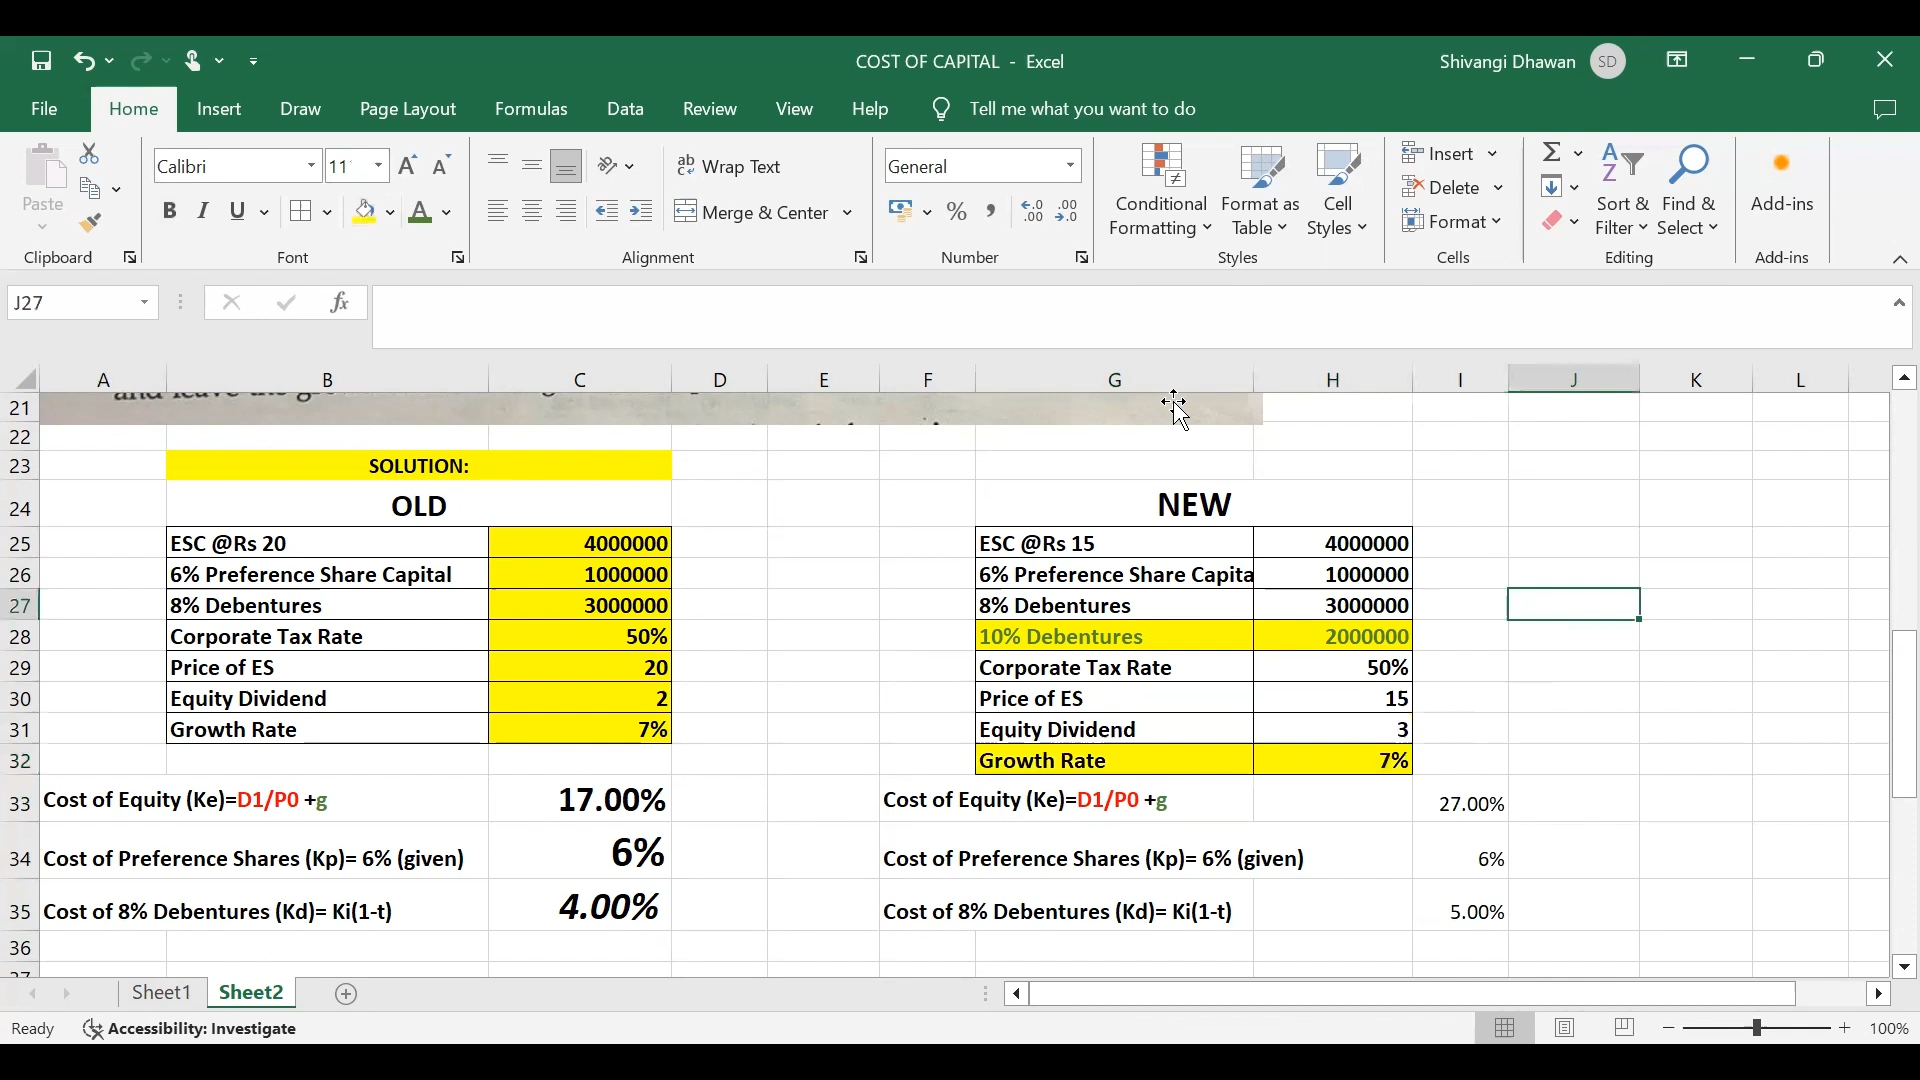 COST OF CAPITAL - Excel
Shivangi Dhawan SD
File Home Insert Draw Page Layout Formulas Data Review View Help Tell me what you want to do
Calibri 11 ab Wrap Text General Insert
Paste B I U Merge & Center % Conditional Formatting Format as Table Cell Styles Delete Format Sort & Filter Find & Select Add-ins
Clipboard Font Alignment Number Styles Cells Editing Add-ins
J27 fx
A B C D E F G H I J K L
21
22
23 SOLUTION:
24 OLD NEW
25 ESC @Rs 20 4000000 ESC @Rs 15 4000000
26 6% Preference Share Capital 1000000 6% Preference Share Capita 1000000
27 8% Debentures 3000000 8% Debentures 3000000
28 Corporate Tax Rate 50% 10% Debentures 2000000
29 Price of ES 20 Corporate Tax Rate 50%
30 Equity Dividend 2 Price of ES 15
31 Growth Rate 7% Equity Dividend 3
32 Growth Rate 7%
33 Cost of Equity (Ke)=D1/P0 +g 17.00% Cost of Equity (Ke)=D1/P0 +g 27.00%
34 Cost of Preference Shares (Kp)= 6% (given) 6% Cost of Preference Shares (Kp)= 6% (given) 6%
35 Cost of 8% Debentures (Kd)= Ki(1-t) 4.00% Cost of 8% Debentures (Kd)= Ki(1-t) 5.00%
36
Sheet1 Sheet2
Ready Accessibility: Investigate 100%